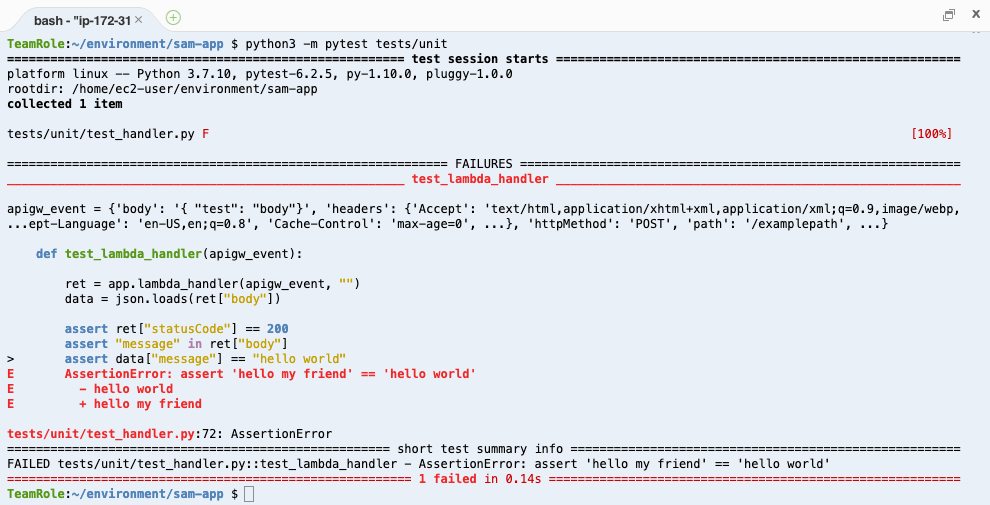 bash - "ip-172-31
TeamRole:~/environment/sam-app $ python3 -m pytest tests/unit
======================================================= test session starts ========================================================
platform linux -- Python 3.7.10, pytest-6.2.5, py-1.10.0, pluggy-1.0.0
rootdir: /home/ec2-user/environment/sam-app
collected 1 item
tests/unit/test_handler.py F [100%]
============================================================= FAILURES =============================================================
_______________________________________________________ test_lambda_handler ________________________________________________________
apigw_event = {'body': '{ "test": "body"}', 'headers': {'Accept': 'text/html,application/xhtml+xml,application/xml;q=0.9,image/webp,
...ept-Language': 'en-US,en;q=0.8', 'Cache-Control': 'max-age=0', ...}, 'httpMethod': 'POST', 'path': '/examplepath', ...}
    def test_lambda_handler(apigw_event):
        ret = app.lambda_handler(apigw_event, "")
        data = json.loads(ret["body"])
        assert ret["statusCode"] == 200
        assert "message" in ret["body"]
>       assert data["message"] == "hello world"
E       AssertionError: assert 'hello my friend' == 'hello world'
E         - hello world
E         + hello my friend
tests/unit/test_handler.py:72: AssertionError
===================================================== short test summary info ======================================================
FAILED tests/unit/test_handler.py::test_lambda_handler - AssertionError: assert 'hello my friend' == 'hello world'
======================================================== 1 failed in 0.14s =========================================================
TeamRole:~/environment/sam-app $